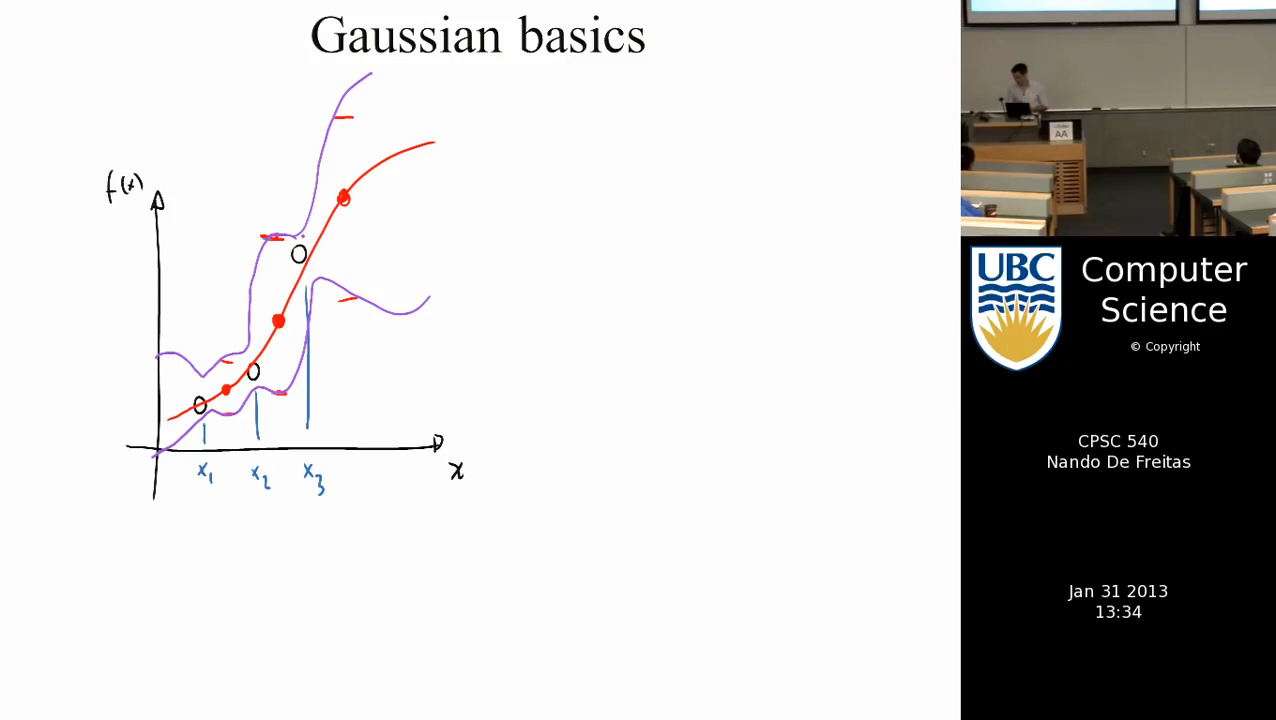 Gaussian basics
f(x)
x₁ x₂ x₃
x
AA
UBC
Computer
Science
© Copyright
CPSC 540
Nando De Freitas
Jan 31 2013
13:34